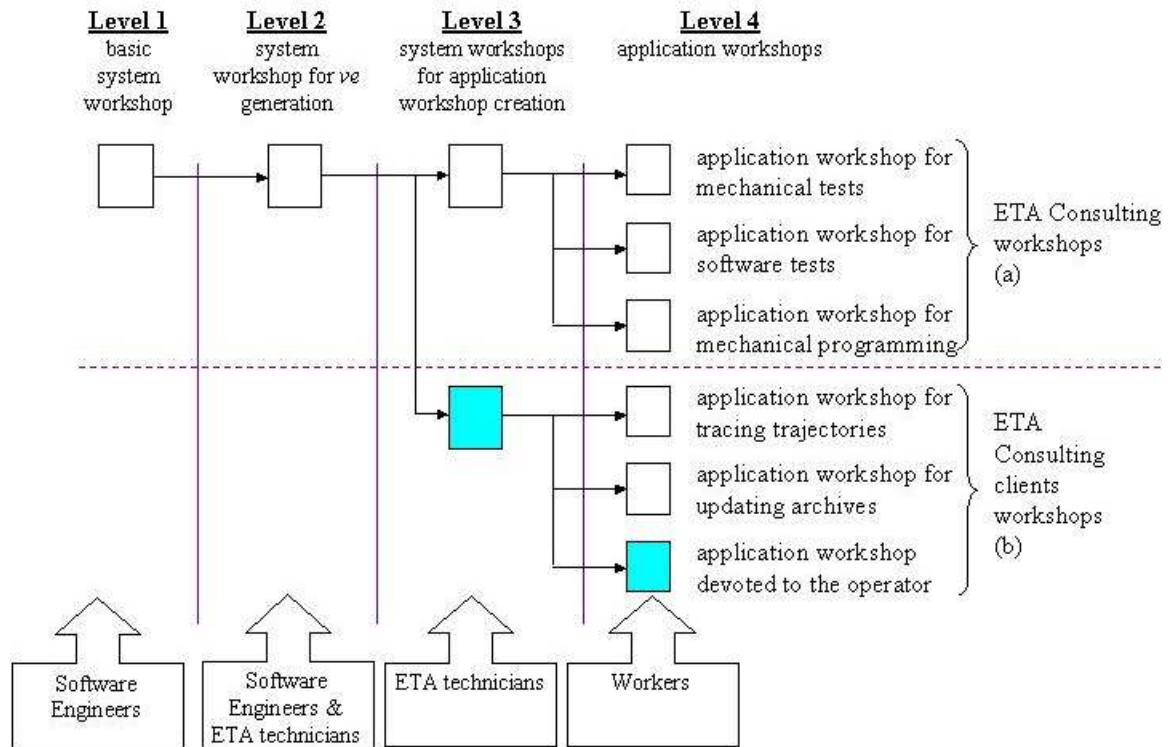 Level 1
basic
system
workshop
Level 2
system
workshop for ve
generation
Level 3
system workshops
for application
workshop creation
Level 4
application workshops
application workshop for
mechanical tests
application workshop for
software tests
application workshop for
mechanical programming
ETA Consulting
workshops
(a)
application workshop for
tracing trajectories
application workshop for
updating archives
application workshop
devoted to the operator
ETA
Consulting
clients
workshops
(b)
Software
Engineers
Software
Engineers &
ETA technicians
ETA technicians
Workers